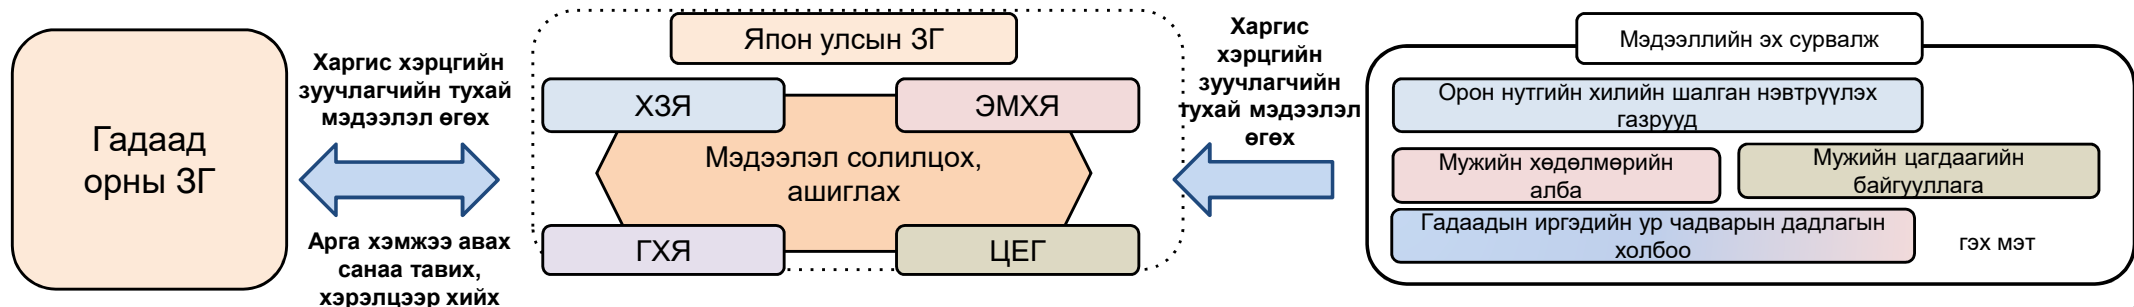 Гадаад
орны ЗГ
Харгис хэрцгийн
зуучлагчийн тухай
мэдээлэл өгөх
Арга хэмжээ авах
санаа тавих,
хэрэлцээр хийх
Япон улсын ЗГ
ХЗЯ
ЭМХЯ
Мэдээлэл солилцох,
ашиглах
ГХЯ
ЦЕГ
Харгис
хэрцгийн
зуучлагчийн
тухай мэдээлэл
өгөх
Мэдээллийн эх сурвалж
Орон нутгийн хилийн шалган нэвтрүүлэх
газрууд
Мужийн хөдөлмөрийн
алба
Мужийн цагдаагийн
байгууллага
Гадаадын иргэдийн ур чадварын дадлагын
холбоо
гэх мэт